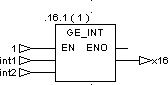 .16.1 ( 1 )
GE_INT
1
EN ENO
int1
x16
int2